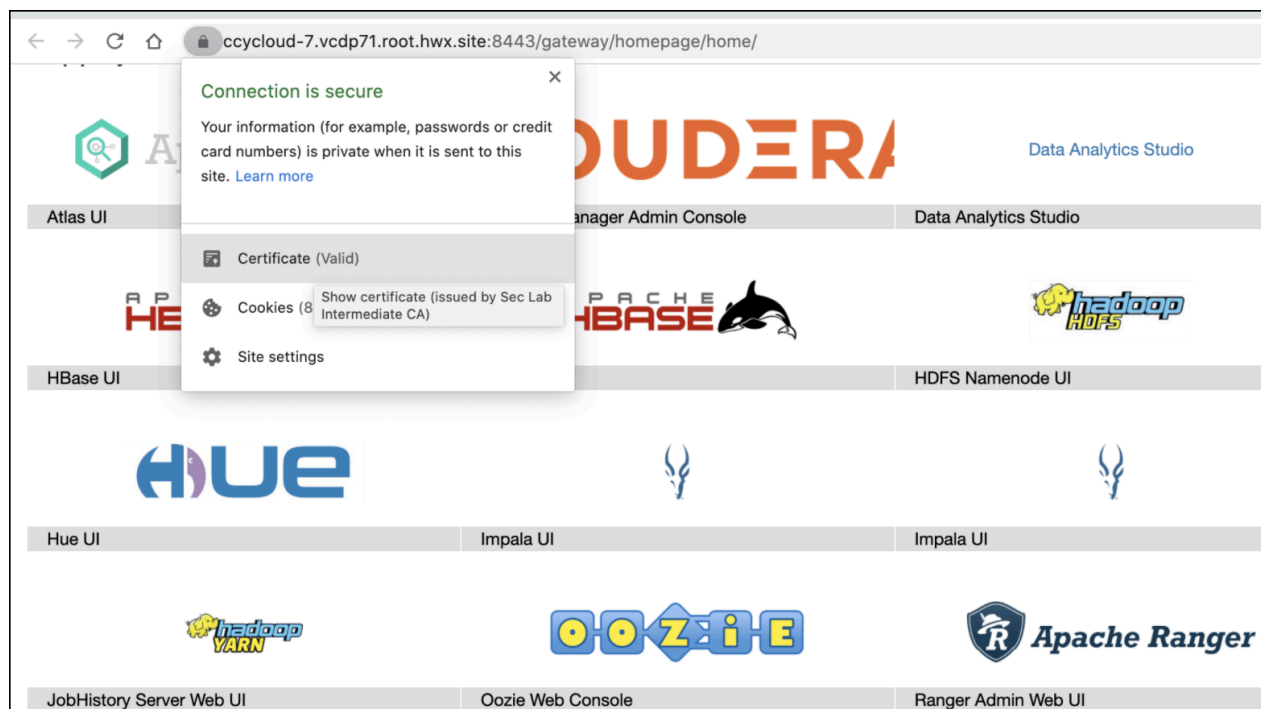 ccycloud-7.vcdp71.root.hwx.site:8443/gateway/homepage/home/
Connection is secure
Your information (for example, passwords or credit
card numbers) is private when it is sent to this
site. Learn more
Certificate (Valid)
Cookies (8
Show certificate (issued by Sec Lab
Intermediate CA)
Site settings
OUDERA
Data Analytics Studio
Atlas UI
anager Admin Console
Data Analytics Studio
A P
HE
P A C H E
HBASE
hadoop
HDFS
HBase UI
HDFS Namenode UI
HUE
Hue UI
Impala UI
Impala UI
hadoop
YARN
OOZiE
R
Apache Ranger
JobHistory Server Web UI
Oozie Web Console
Ranger Admin Web UI